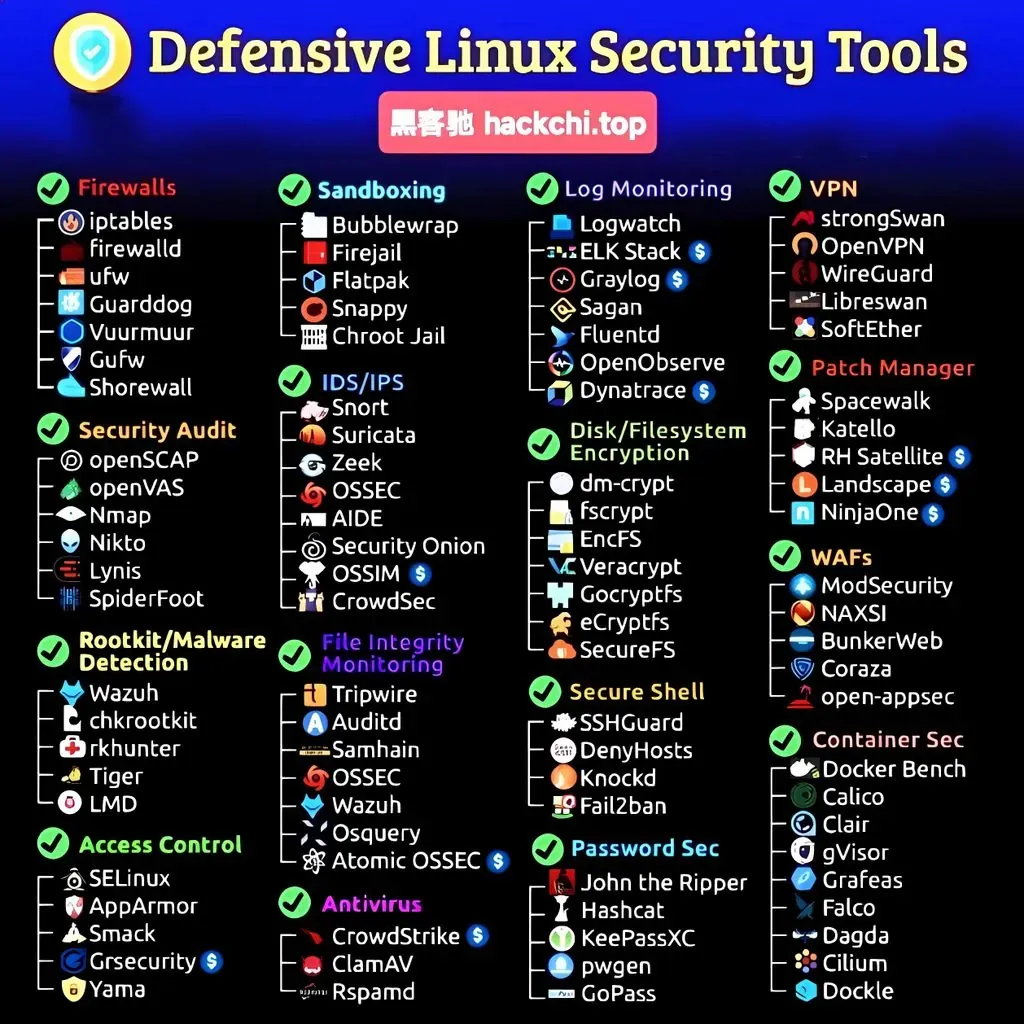 Defensive Linux Security Tools
黑客驰 hackchi.top
Firewalls
iptables
firewalld
ufw
Guarddog
Vuurmuur
Gufw
Shorewall
Security Audit
openSCAP
openVAS
Nmap
Nikto
Lynis
SpiderFoot
Rootkit/Malware
Detection
Wazuh
chkrootkit
rkhunter
Tiger
LMD
Access Control
SELinux
AppArmor
Smack
Grsecurity $
Yama
Sandboxing
Bubblewrap
Firejail
Flatpak
Snappy
Chroot Jail
IDS/IPS
Snort
Suricata
Zeek
OSSEC
AIDE
Security Onion
OSSIM $
CrowdSec
File Integrity
Monitoring
Tripwire
Auditd
Samhain
OSSEC
Wazuh
Osquery
Atomic OSSEC $
Antivirus
CrowdStrike $
ClamAV
Rspamd
Log Monitoring
Logwatch
ELK Stack $
Graylog $
Sagan
Fluentd
OpenObserve
Dynatrace $
Disk/Filesystem
Encryption
dm-crypt
fscrypt
EncFS
Veracrypt
Gocryptfs
eCryptfs
SecureFS
Secure Shell
SSHGuard
DenyHosts
Knockd
Fail2ban
Password Sec
John the Ripper
Hashcat
KeePassXC
pwgen
GoPass
VPN
strongSwan
OpenVPN
WireGuard
Libreswan
SoftEther
Patch Manager
Spacewalk
Katello
RH Satellite $
Landscape $
NinjaOne $
WAFs
ModSecurity
NAXSI
BunkerWeb
Coraza
open-appsec
Container Sec
Docker Bench
Calico
Clair
gVisor
Grafeas
Falco
Dagda
Cilium
Dockle